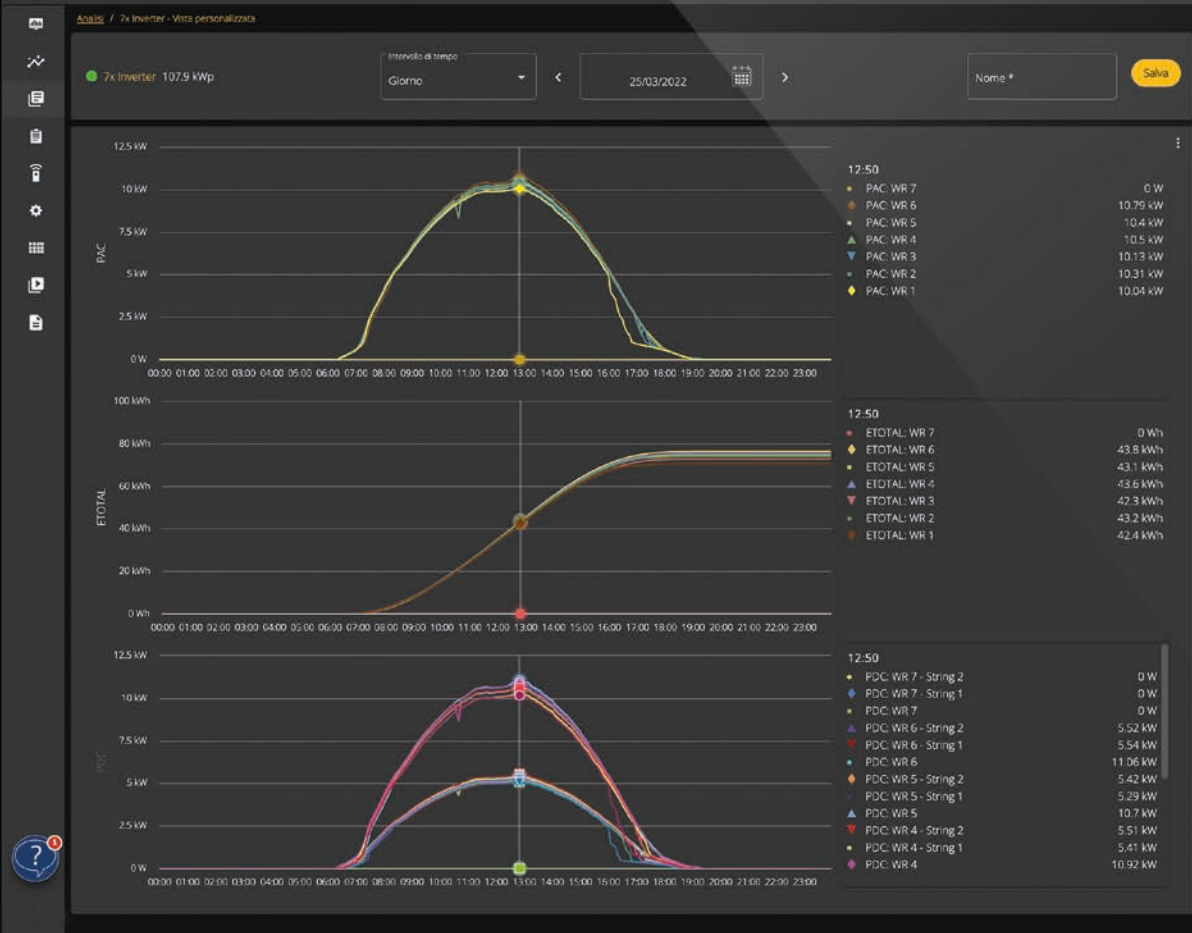 Analisi / 7x Inverter - Vista personalizzata
7x Inverter 107.9 kWp
Intervallo di tempo
Giorno
25/03/2022
Nome *
Salva
12.5 kW
10 kW
7.5 kW
5 kW
2.5 kW
0 W
PAC
00:00 01:00 02:00 03:00 04:00 05:00 06:00 07:00 08:00 09:00 10:00 11:00 12:00 13:00 14:00 15:00 16:00 17:00 18:00 19:00 20:00 21:00 22:00 23:00
12:50
PAC: WR 7 0 W
PAC: WR 6 10.79 kW
PAC: WR 5 10.4 kW
PAC: WR 4 10.5 kW
PAC: WR 3 10.13 kW
PAC: WR 2 10.31 kW
PAC: WR 1 10.04 kW
100 kWh
80 kWh
60 kWh
40 kWh
20 kWh
0 Wh
ETOTAL
00:00 01:00 02:00 03:00 04:00 05:00 06:00 07:00 08:00 09:00 10:00 11:00 12:00 13:00 14:00 15:00 16:00 17:00 18:00 19:00 20:00 21:00 22:00 23:00
12:50
ETOTAL: WR 7 0 Wh
ETOTAL: WR 6 43.8 kWh
ETOTAL: WR 5 43.1 kWh
ETOTAL: WR 4 43.6 kWh
ETOTAL: WR 3 42.3 kWh
ETOTAL: WR 2 43.2 kWh
ETOTAL: WR 1 42.4 kWh
12.5 kW
10 kW
7.5 kW
5 kW
2.5 kW
0 W
PDC
00:00 01:00 02:00 03:00 04:00 05:00 06:00 07:00 08:00 09:00 10:00 11:00 12:00 13:00 14:00 15:00 16:00 17:00 18:00 19:00 20:00 21:00 22:00 23:00
12:50
PDC: WR 7 - String 2 0 W
PDC: WR 7 - String 1 0 W
PDC: WR 7 0 W
PDC: WR 6 - String 2 5.52 kW
PDC: WR 6 - String 1 5.54 kW
PDC: WR 6 11.06 kW
PDC: WR 5 - String 2 5.42 kW
PDC: WR 5 - String 1 5.29 kW
PDC: WR 5 10.7 kW
PDC: WR 4 - String 2 5.51 kW
PDC: WR 4 - String 1 5.41 kW
PDC: WR 4 10.92 kW
?
1